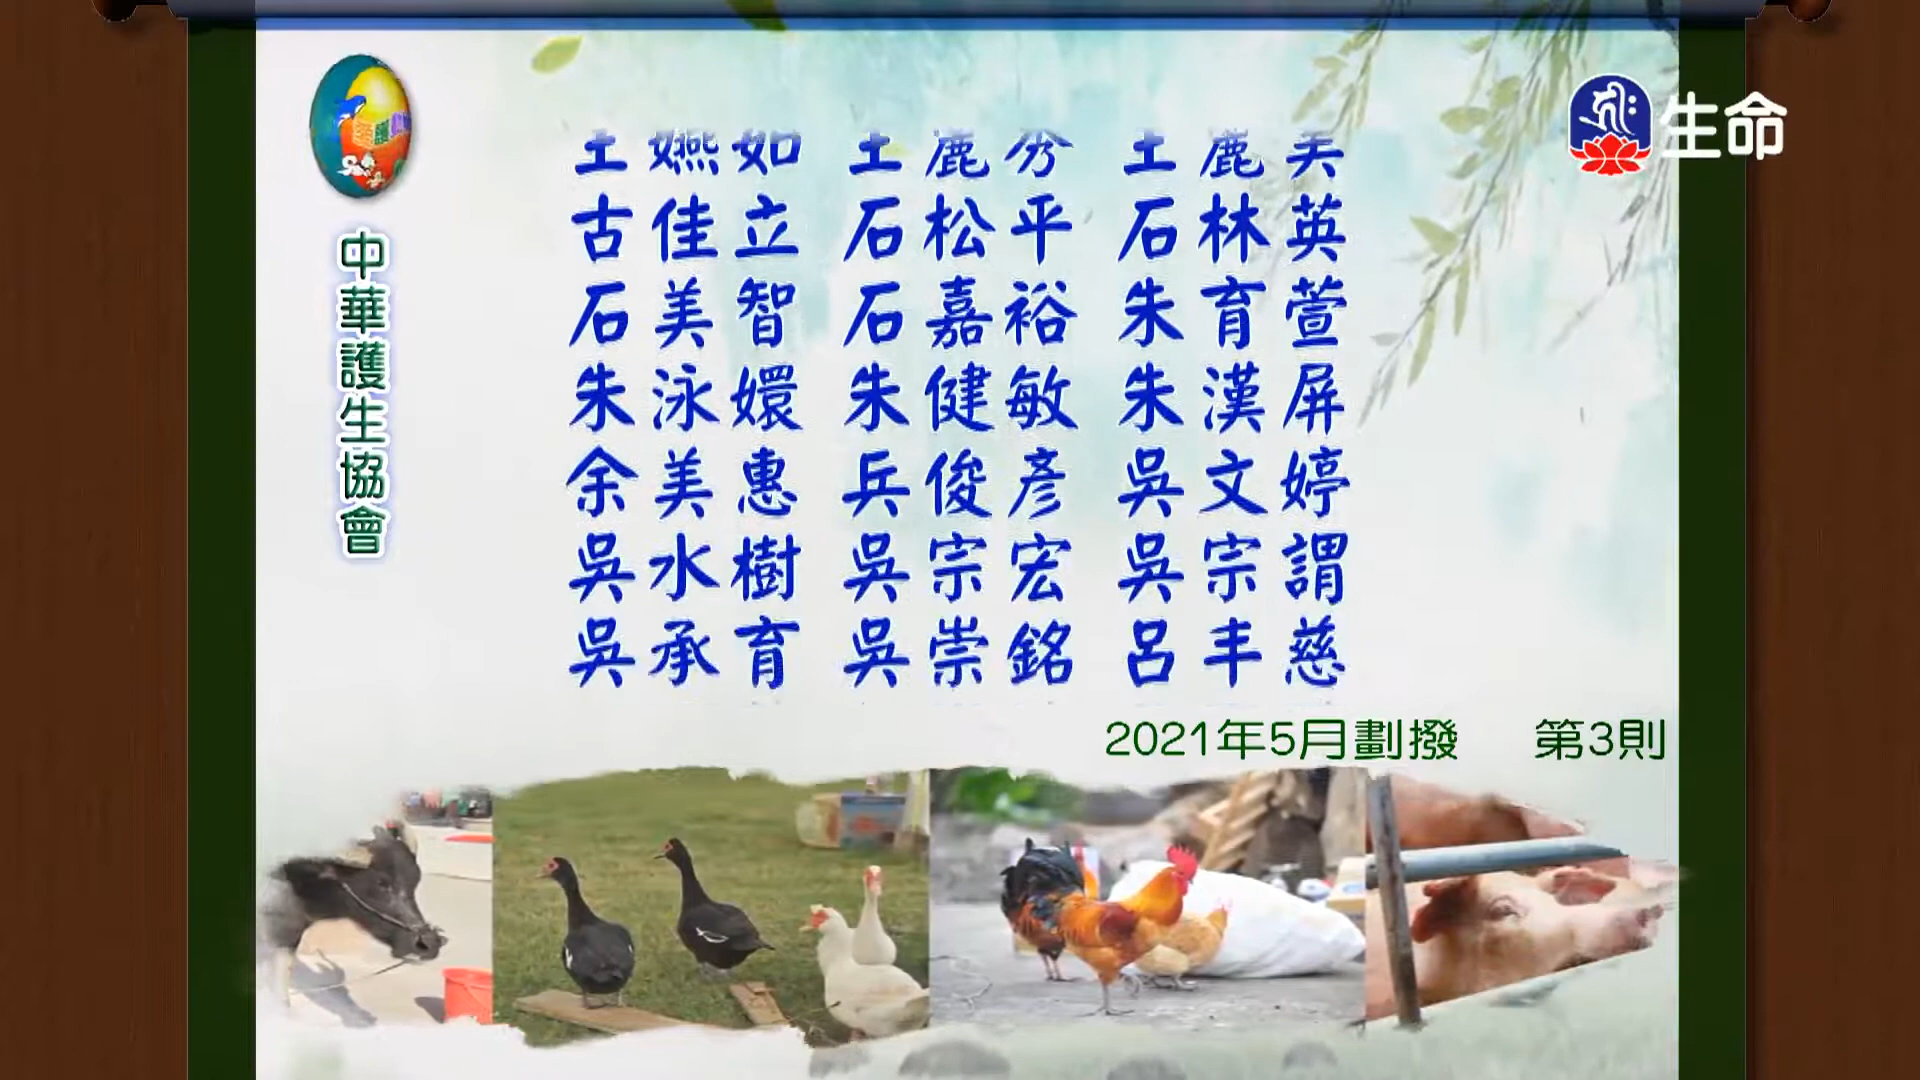 生命
中華護生協會
古佳立 石松平 石林英
石美智 石嘉裕 朱育萱
朱泳嬛 朱健敏 朱漢屏
余美惠 兵俊彥 吳文婷
吳水樹 吳宗宏 吳宗謂
吳承育 吳崇銘 呂丰慈
2021年5月劃撥 第3則